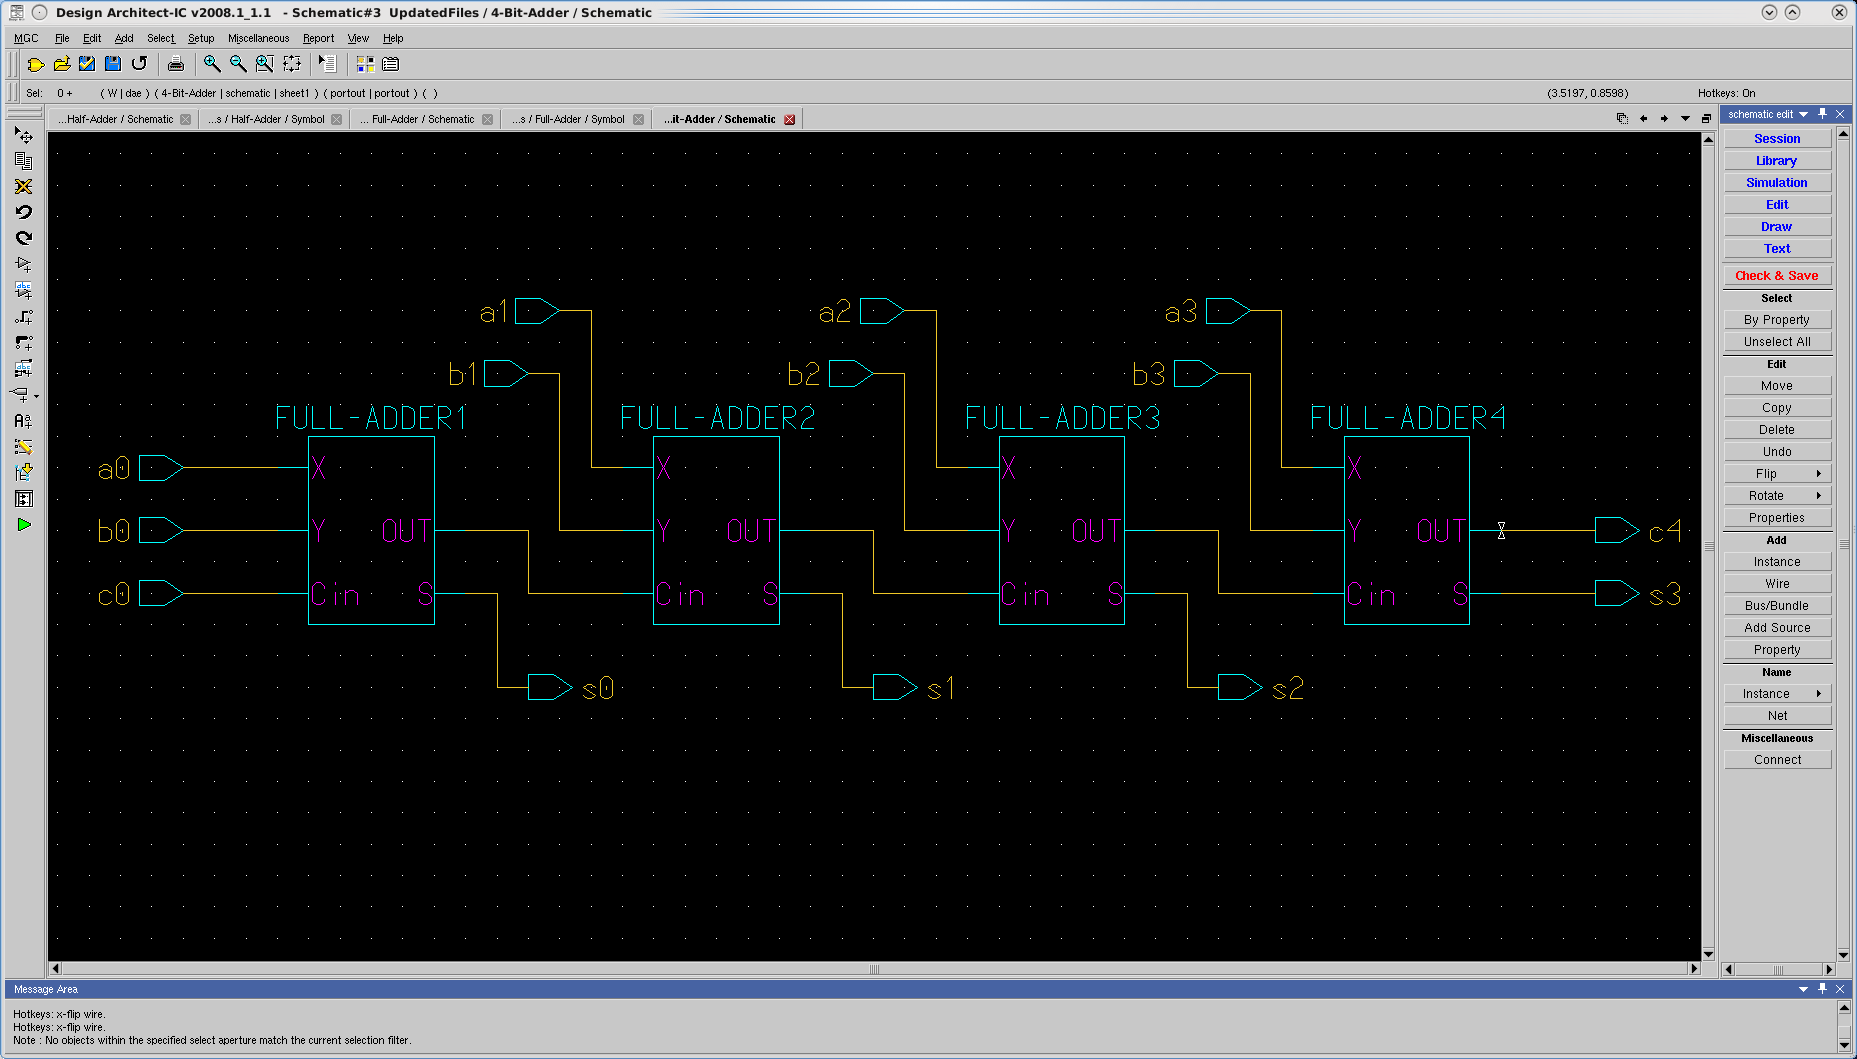 Design Architect-IC v2008.1_1.1 - Schematic#3 UpdatedFiles / 4-Bit-Adder / Schematic
MGC File Edit Add Select Setup Miscellaneous Report View Help
Sel: 0 + ( W | dae ) ( 4-Bit-Adder | schematic | sheet1 ) ( portout | portout ) ( ) (3.5197, 0.8598) Hotkeys: On
...Half-Adder / Schematic ...s / Half-Adder / Symbol ... Full-Adder / Schematic ...s / Full-Adder / Symbol ...it-Adder / Schematic
a1 a2 a3
b1 b2 b3
FULL-ADDER1 FULL-ADDER2 FULL-ADDER3 FULL-ADDER4
a0 X X X X
b0 Y OUT Y OUT Y OUT Y OUT c4
c0 Cin S Cin S Cin S Cin S s3
s0 s1 s2
schematic edit
Session
Library
Simulation
Edit
Draw
Text
Check & Save
Select
By Property
Unselect All
Edit
Move
Copy
Delete
Undo
Flip
Rotate
Properties
Add
Instance
Wire
Bus/Bundle
Add Source
Property
Name
Instance
Net
Miscellaneous
Connect
Message Area
Hotkeys: x-flip wire.
Hotkeys: x-flip wire.
Note : No objects within the specified select aperture match the current selection filter.